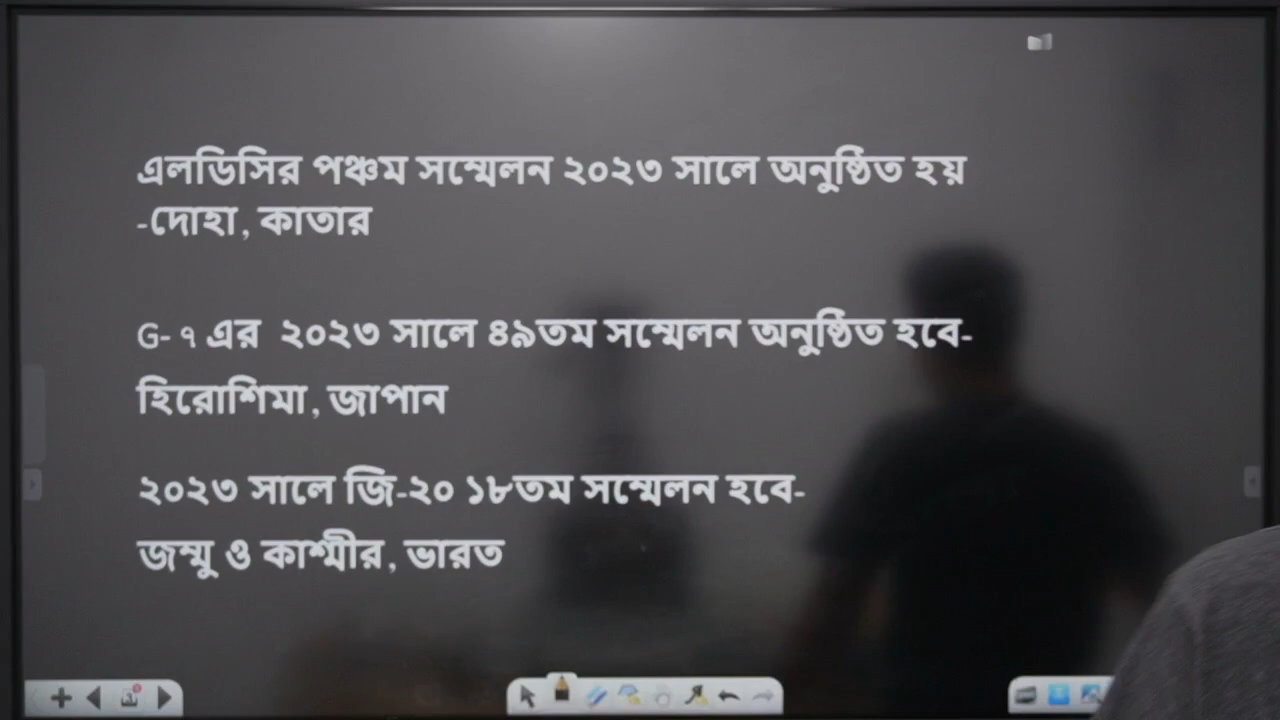 এলডিসির পঞ্চম সম্মেলন ২০২৩ সালে অনুষ্ঠিত হয়
-দোহা, কাতার
G- ৭ এর ২০২৩ সালে ৪৯তম সম্মেলন অনুষ্ঠিত হবে-
হিরোশিমা, জাপান
২০২৩ সালে জি-২০ ১৮তম সম্মেলন হবে-
জম্মু ও কাশ্মীর, ভারত